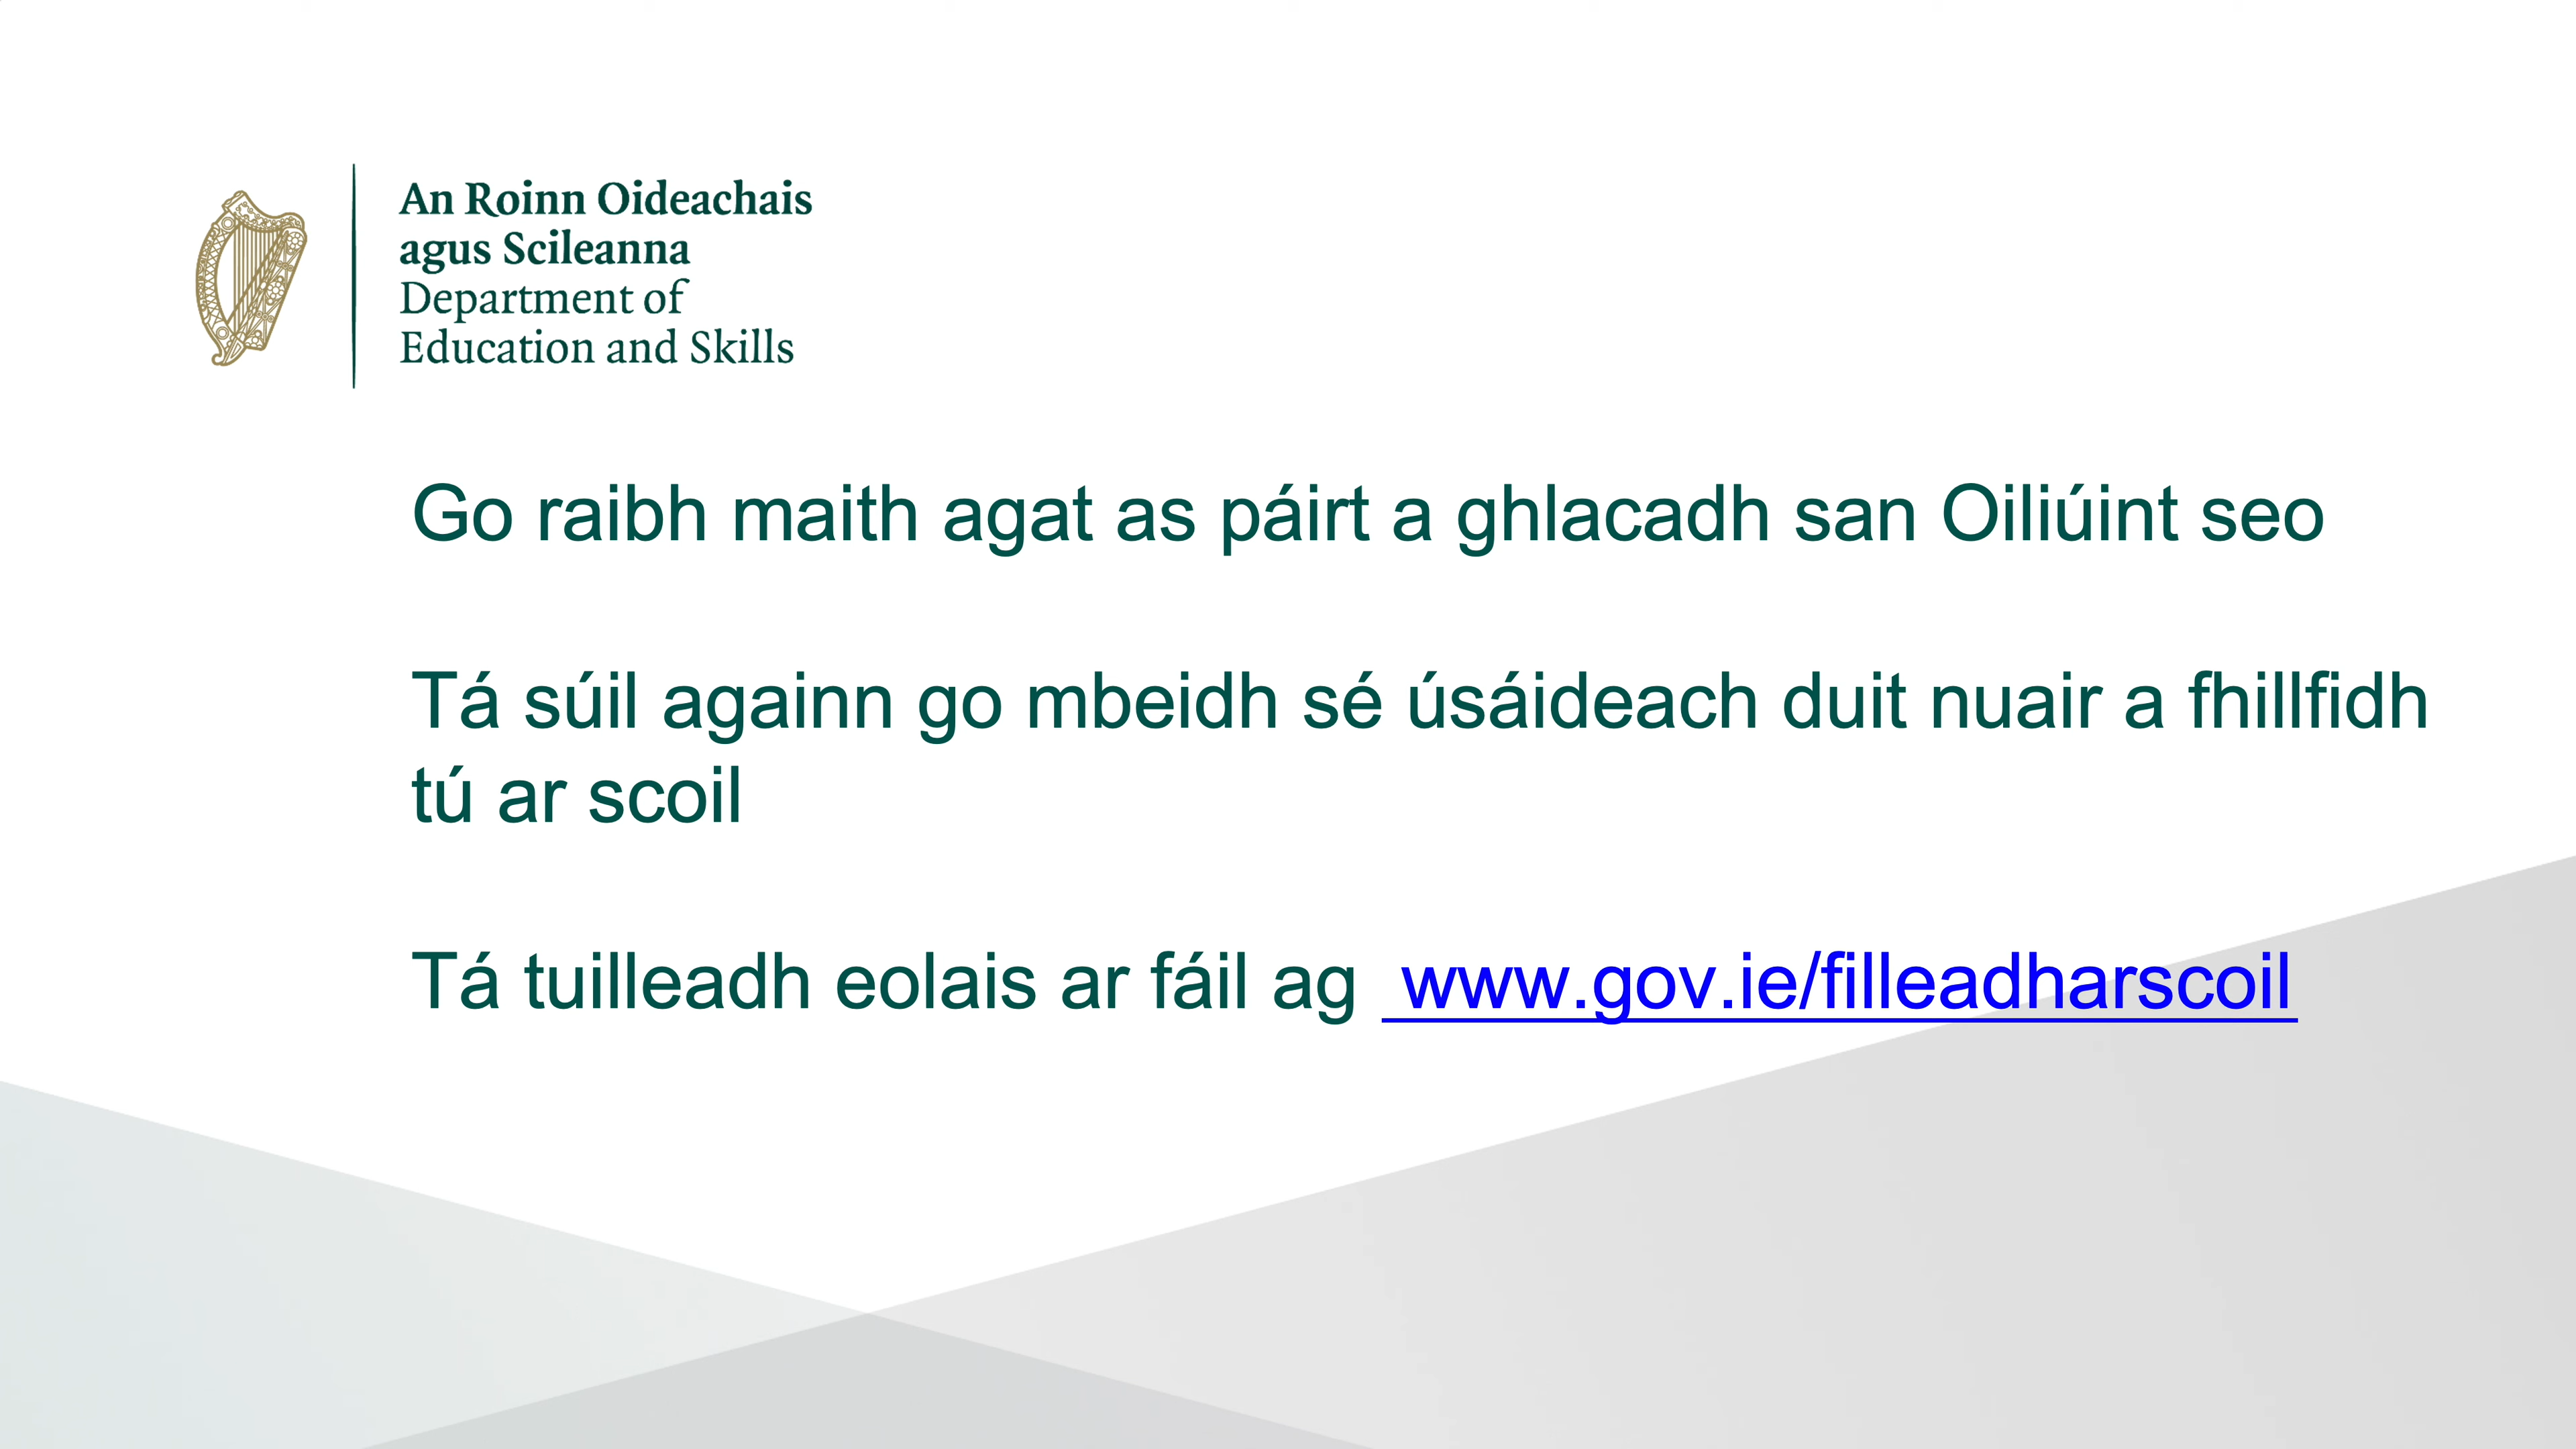 An Roinn Oideachais
agus Scileanna
Department of
Education and Skills
Go raibh maith agat as páirt a ghlacadh san Oiliúint seo
Tá súil againn go mbeidh sé úsáideach duit nuair a fhillfidh
tú ar scoil
Tá tuilleadh eolais ar fáil ag www.gov.ie/filleadharscoil